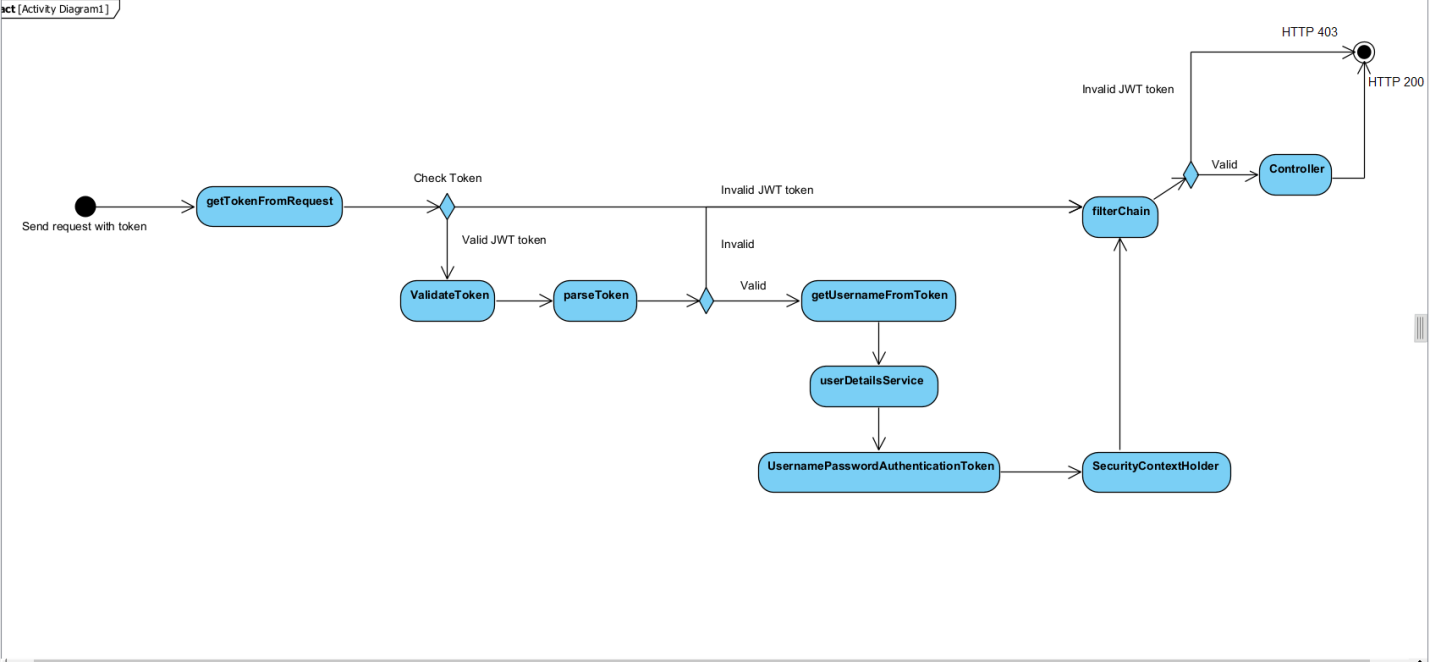 act [Activity Diagram1]
HTTP 403
HTTP 200
Invalid JWT token
Valid
Controller
Check Token
Invalid JWT token
getTokenFromRequest
filterChain
Send request with token
Valid JWT token
Invalid
Valid
ValidateToken
parseToken
getUsernameFromToken
userDetailsService
UsernamePasswordAuthenticationToken
SecurityContextHolder